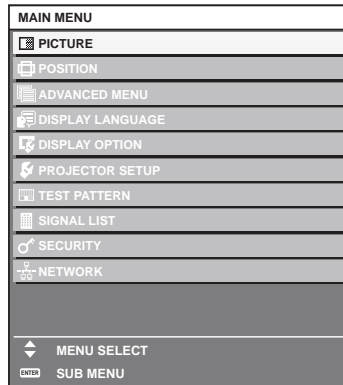 MAIN MENU
PICTURE
POSITION
ADVANCED MENU
DISPLAY LANGUAGE
DISPLAY OPTION
PROJECTOR SETUP
TEST PATTERN
SIGNAL LIST
SECURITY
NETWORK
MENU SELECT
ENTER SUB MENU